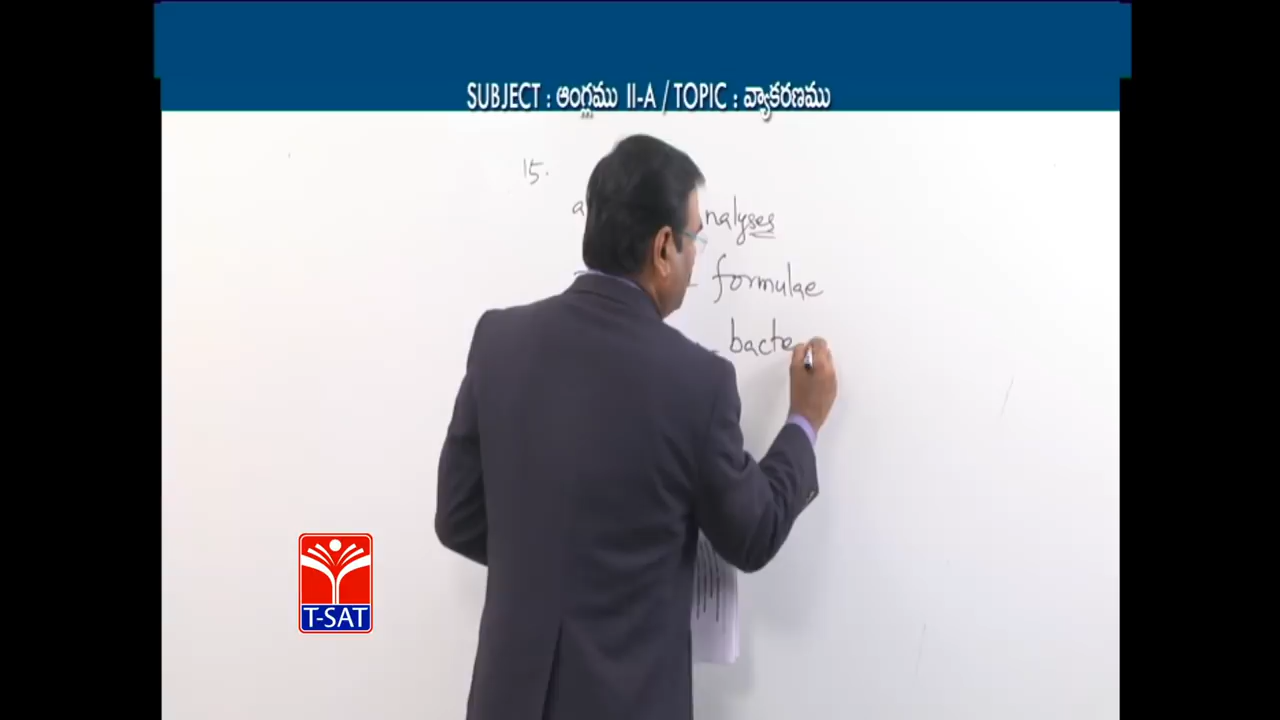 SUBJECT : ఆంగ్లము II-A / TOPIC : వ్యాకరణము
15.
a nalyses
formulae
bacte
T-SAT